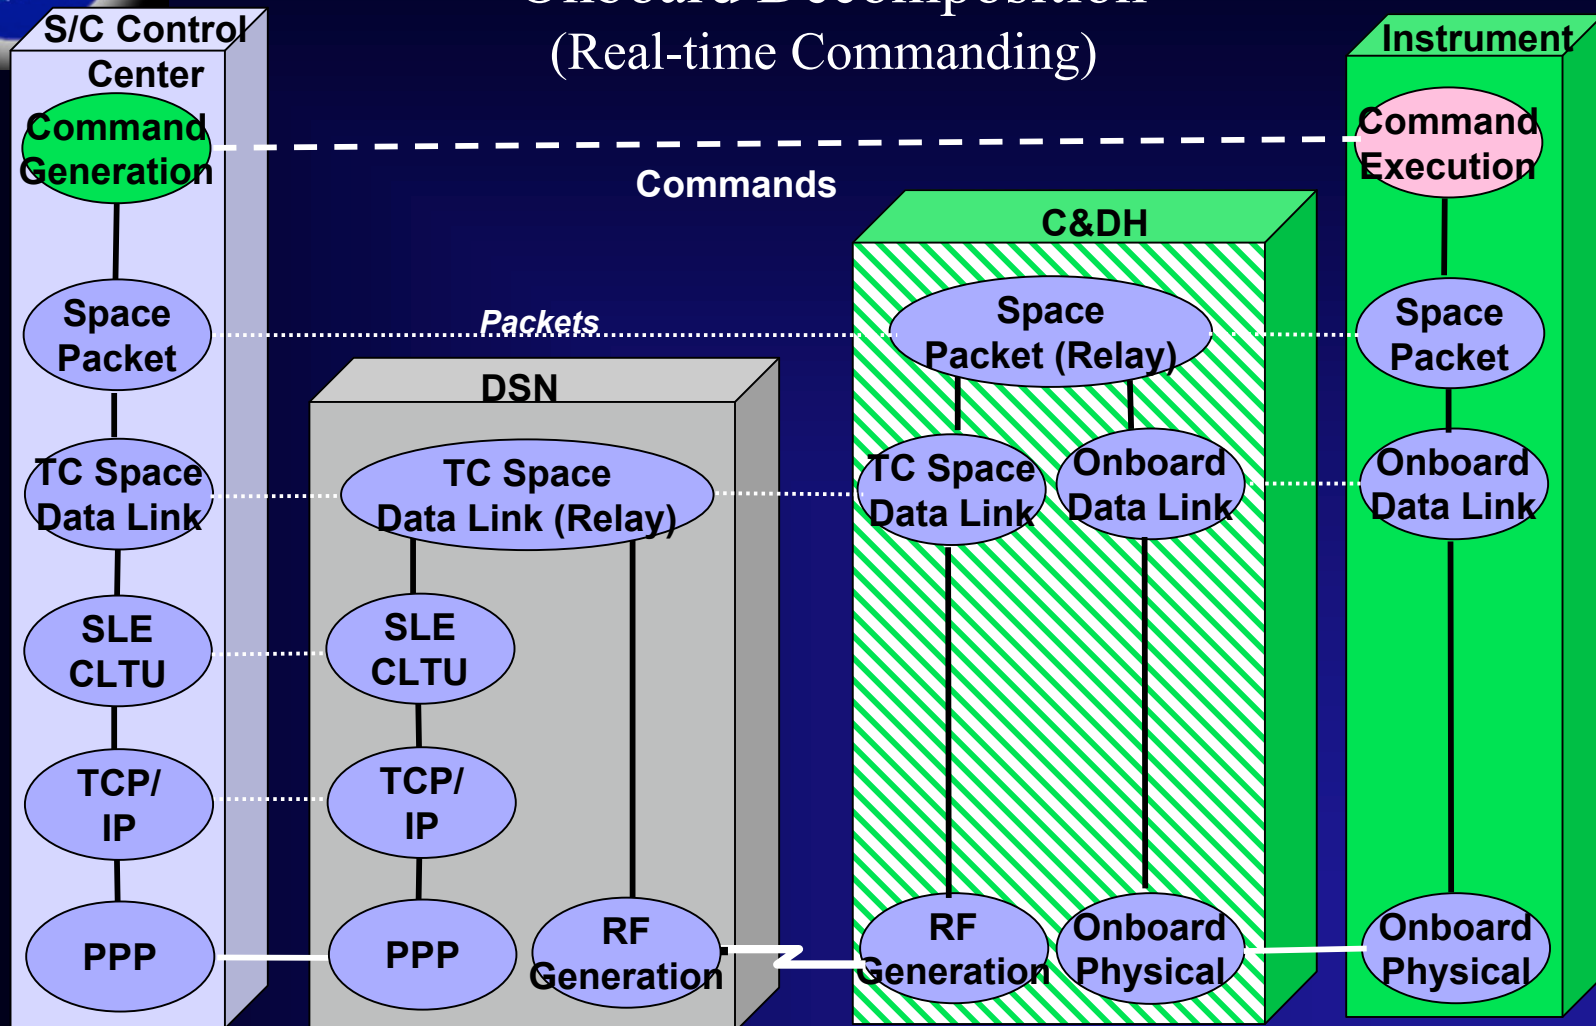 Onboard Decomposition
(Real-time Commanding)
S/C Control
Center
Command
Generation
Space
Packet
TC Space
Data Link
SLE
CLTU
TCP/
IP
PPP
Commands
Packets
DSN
TC Space
Data Link (Relay)
SLE
CLTU
TCP/
IP
PPP
RF
Generation
C&DH
Space
Packet (Relay)
TC Space
Data Link
Onboard
Data Link
RF
Generation
Onboard
Physical
Instrument
Command
Execution
Space
Packet
Onboard
Data Link
Onboard
Physical